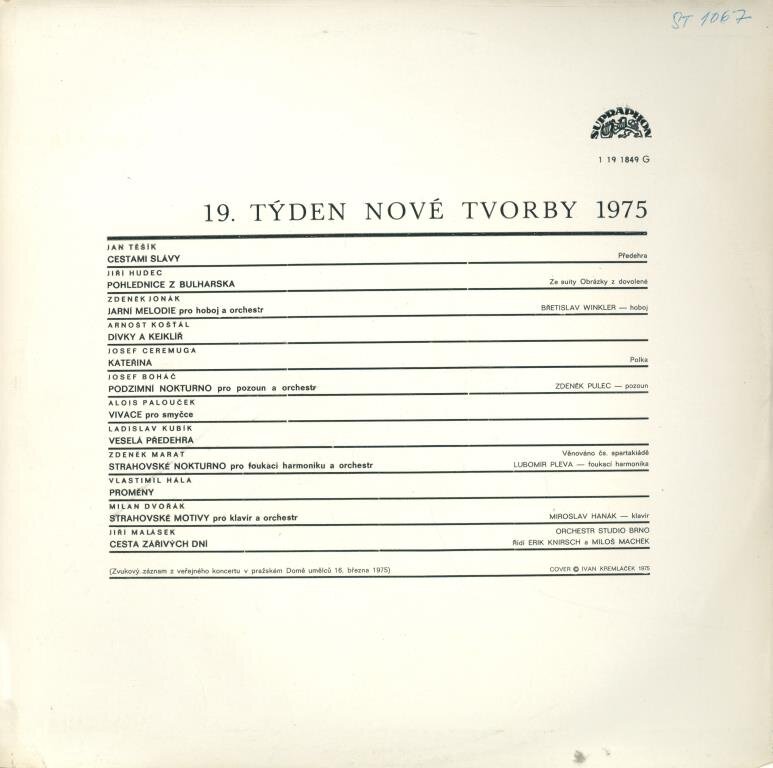 ST 1067
SUPRAPHON
1 19 1849 G
19. TÝDEN NOVÉ TVORBY 1975
JAN TĚŠÍK
CESTAMI SLÁVY Předehra
JIŘÍ HUDEC
POHLEDNICE Z BULHARSKA Ze suity Obrázky z dovolené
ZDENĚK JONÁK
JARNÍ MELODIE pro hoboj a orchestr BŘETISLAV WINKLER — hoboj
ARNOŠT KOŠŤÁL
DÍVKY A KEJKLÍŘ
JOSEF CEREMUGA
KATEŘINA Polka
JOSEF BOHÁČ
PODZIMNÍ NOKTURNO pro pozoun a orchestr ZDENĚK PULEC — pozoun
ALOIS PALOUČEK
VIVACE pro smyčce
LADISLAV KUBÍK
VESELÁ PŘEDEHRA
ZDENĚK MARAT Věnováno čs. spartakiádě
STRAHOVSKÉ NOKTURNO pro foukací harmoniku a orchestr LUBOMÍR PLEVA — foukací harmonika
VLASTIMIL HÁLA
PROMĚNY
MILAN DVOŘÁK
STRAHOVSKÉ MOTIVY pro klavír a orchestr MIROSLAV HANÁK — klavír
JIŘÍ MALÁSEK ORCHESTR STUDIO BRNO
CESTA ZÁŘIVÝCH DNÍ Řídí ERIK KNIRSCH a MILOŠ MACHEK
(Zvukový záznam z veřejného koncertu v pražském Domě umělců 16. března 1975) COVER © IVAN KREMLÁČEK 1975